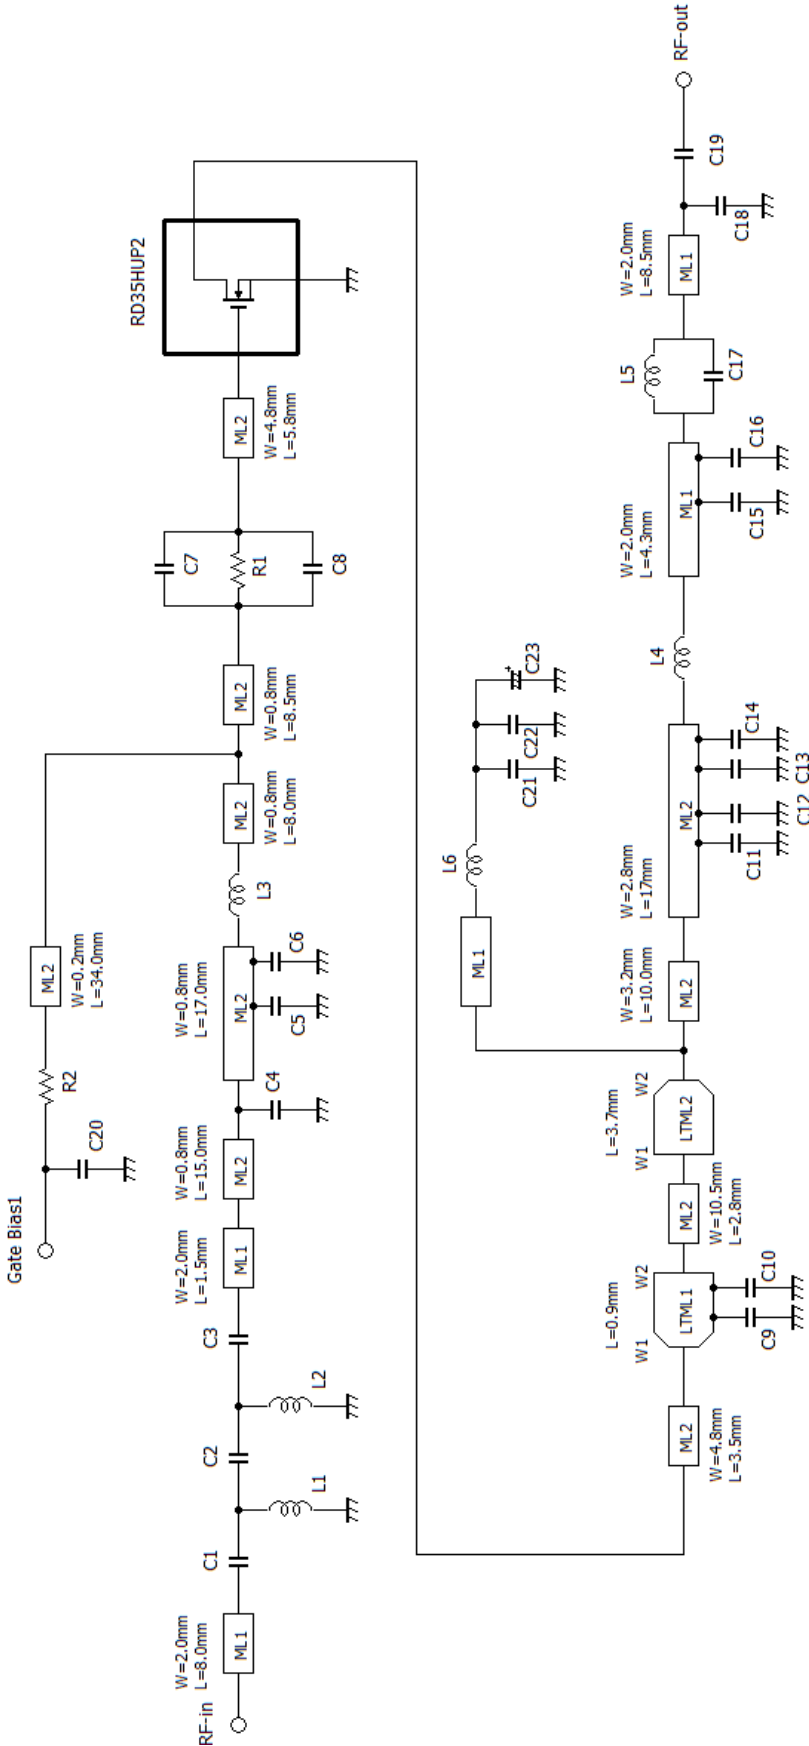 Gate Bias1
C20
R2
ML2
W=0.2mm
L=34.0mm
RD35HUP2
RF-in
ML1
W=2.0mm
L=8.0mm
C1
L1
C2
L2
C3
ML1
W=2.0mm
L=1.5mm
ML2
W=0.8mm
L=15.0mm
C4
ML2
W=0.8mm
L=17.0mm
C5
C6
L3
ML2
W=0.8mm
L=8.0mm
ML2
W=0.8mm
L=8.5mm
C7
R1
C8
ML2
W=4.8mm
L=5.8mm
ML1
L6
C21
C22
C23
ML2
W=4.8mm
L=3.5mm
W1
L=0.9mm
W2
LTML1
C9
C10
ML2
W=10.5mm
L=2.8mm
W1
L=3.7mm
W2
LTML2
ML2
W=3.2mm
L=10.0mm
ML2
W=2.8mm
L=17mm
C11
C12
C13
C14
L4
ML1
W=2.0mm
L=4.3mm
C15
C16
L5
C17
ML1
W=2.0mm
L=8.5mm
C18
C19
RF-out